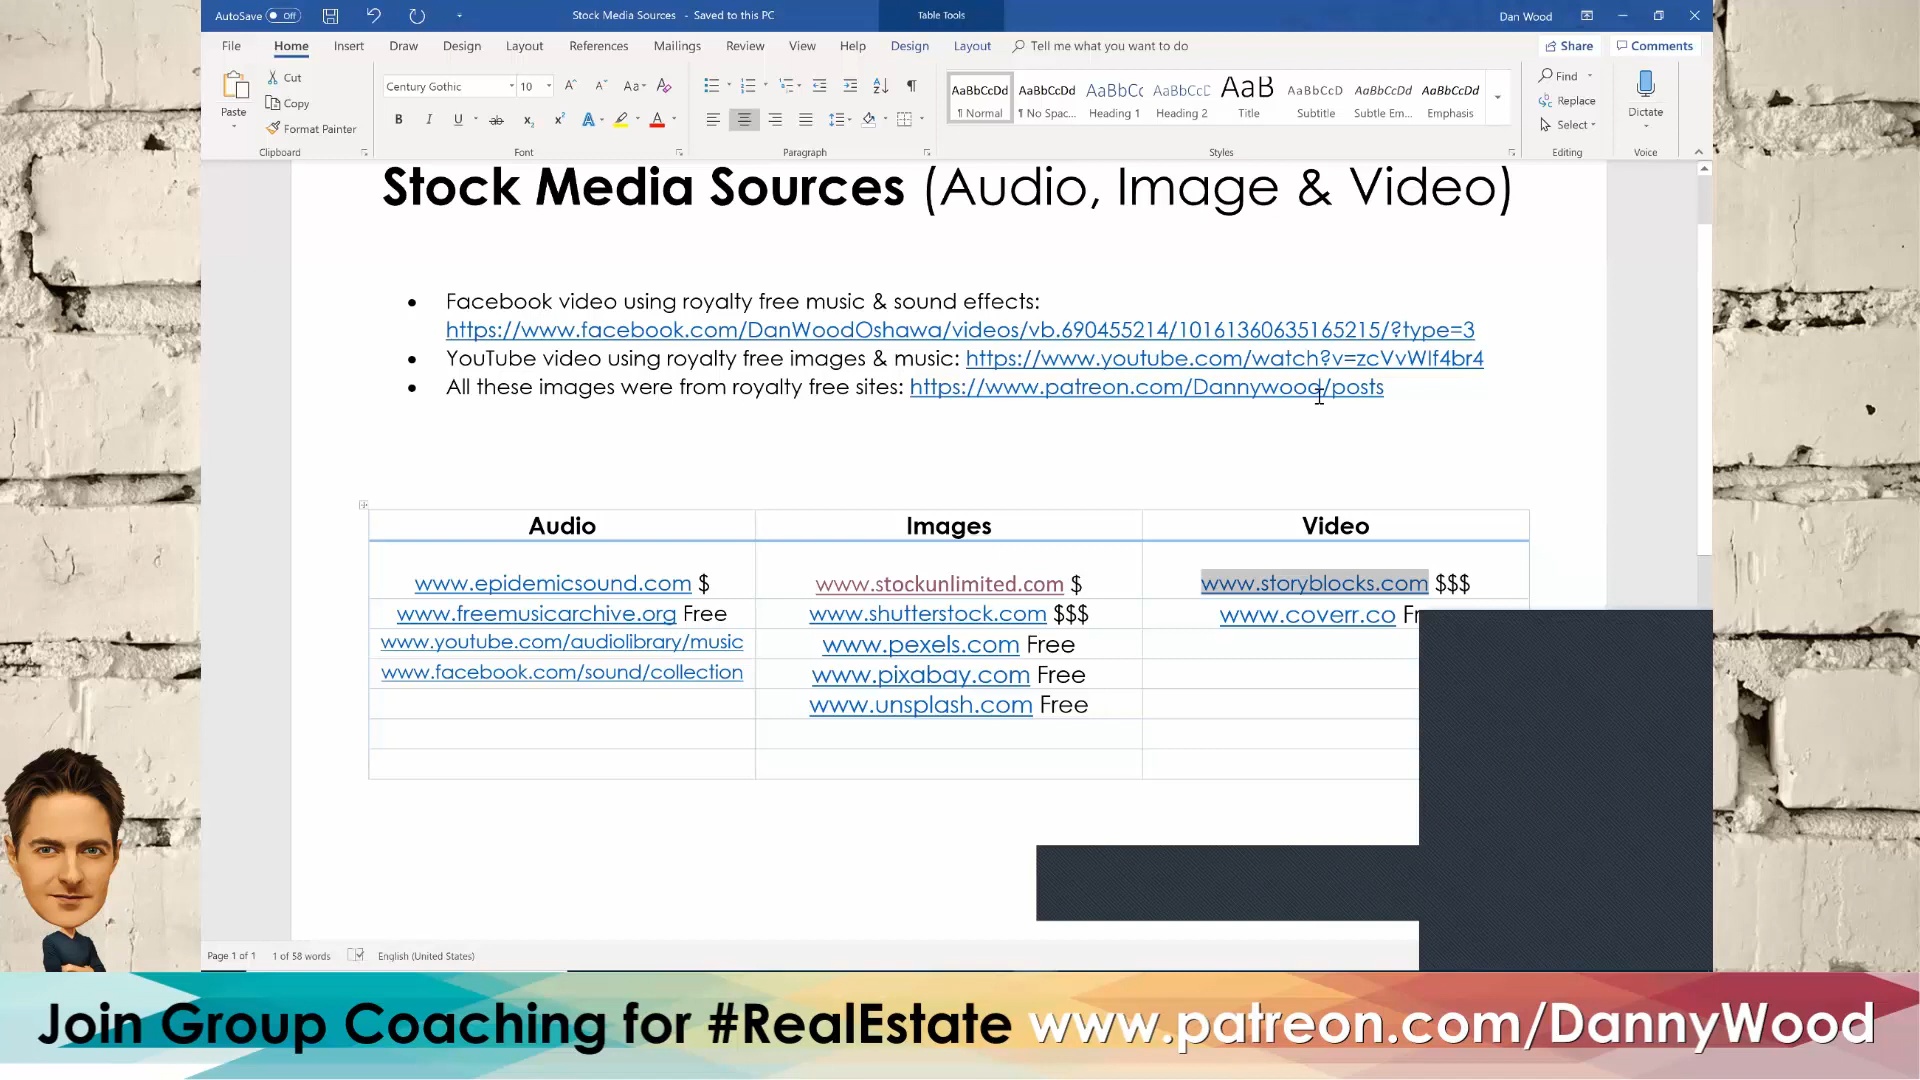 AutoSave Off
Stock Media Sources - Saved to this PC
Table Tools
Dan Wood
File Home Insert Draw Design Layout References Mailings Review View Help Design Layout Tell me what you want to do Share Comments
Paste
Cut
Copy
Format Painter
Clipboard
Century Gothic 10
Font
Paragraph
AaBbCcDd AaBbCcDd AaBbCc AaBbCcC AaB AaBbCcD AaBbCcDd AaBbCcDd
¶ Normal ¶ No Spac... Heading 1 Heading 2 Title Subtitle Subtle Em... Emphasis
Styles
Find
Replace
Select
Editing
Dictate
Voice
Stock Media Sources (Audio, Image & Video)
• Facebook video using royalty free music & sound effects:
https://www.facebook.com/DanWoodOshawa/videos/vb.690455214/10161360635165215/?type=3
• YouTube video using royalty free images & music: https://www.youtube.com/watch?v=zcVvWIf4br4
• All these images were from royalty free sites: https://www.patreon.com/Dannywood/posts
Audio Images Video
www.epidemicsound.com $ www.stockunlimited.com $ www.storyblocks.com $$$
www.freemusicarchive.org Free www.shutterstock.com $$$ www.coverr.co Fr
www.youtube.com/audiolibrary/music www.pexels.com Free
www.facebook.com/sound/collection www.pixabay.com Free
www.unsplash.com Free
Page 1 of 1 1 of 58 words English (United States)
Join Group Coaching for #RealEstate www.patreon.com/DannyWood